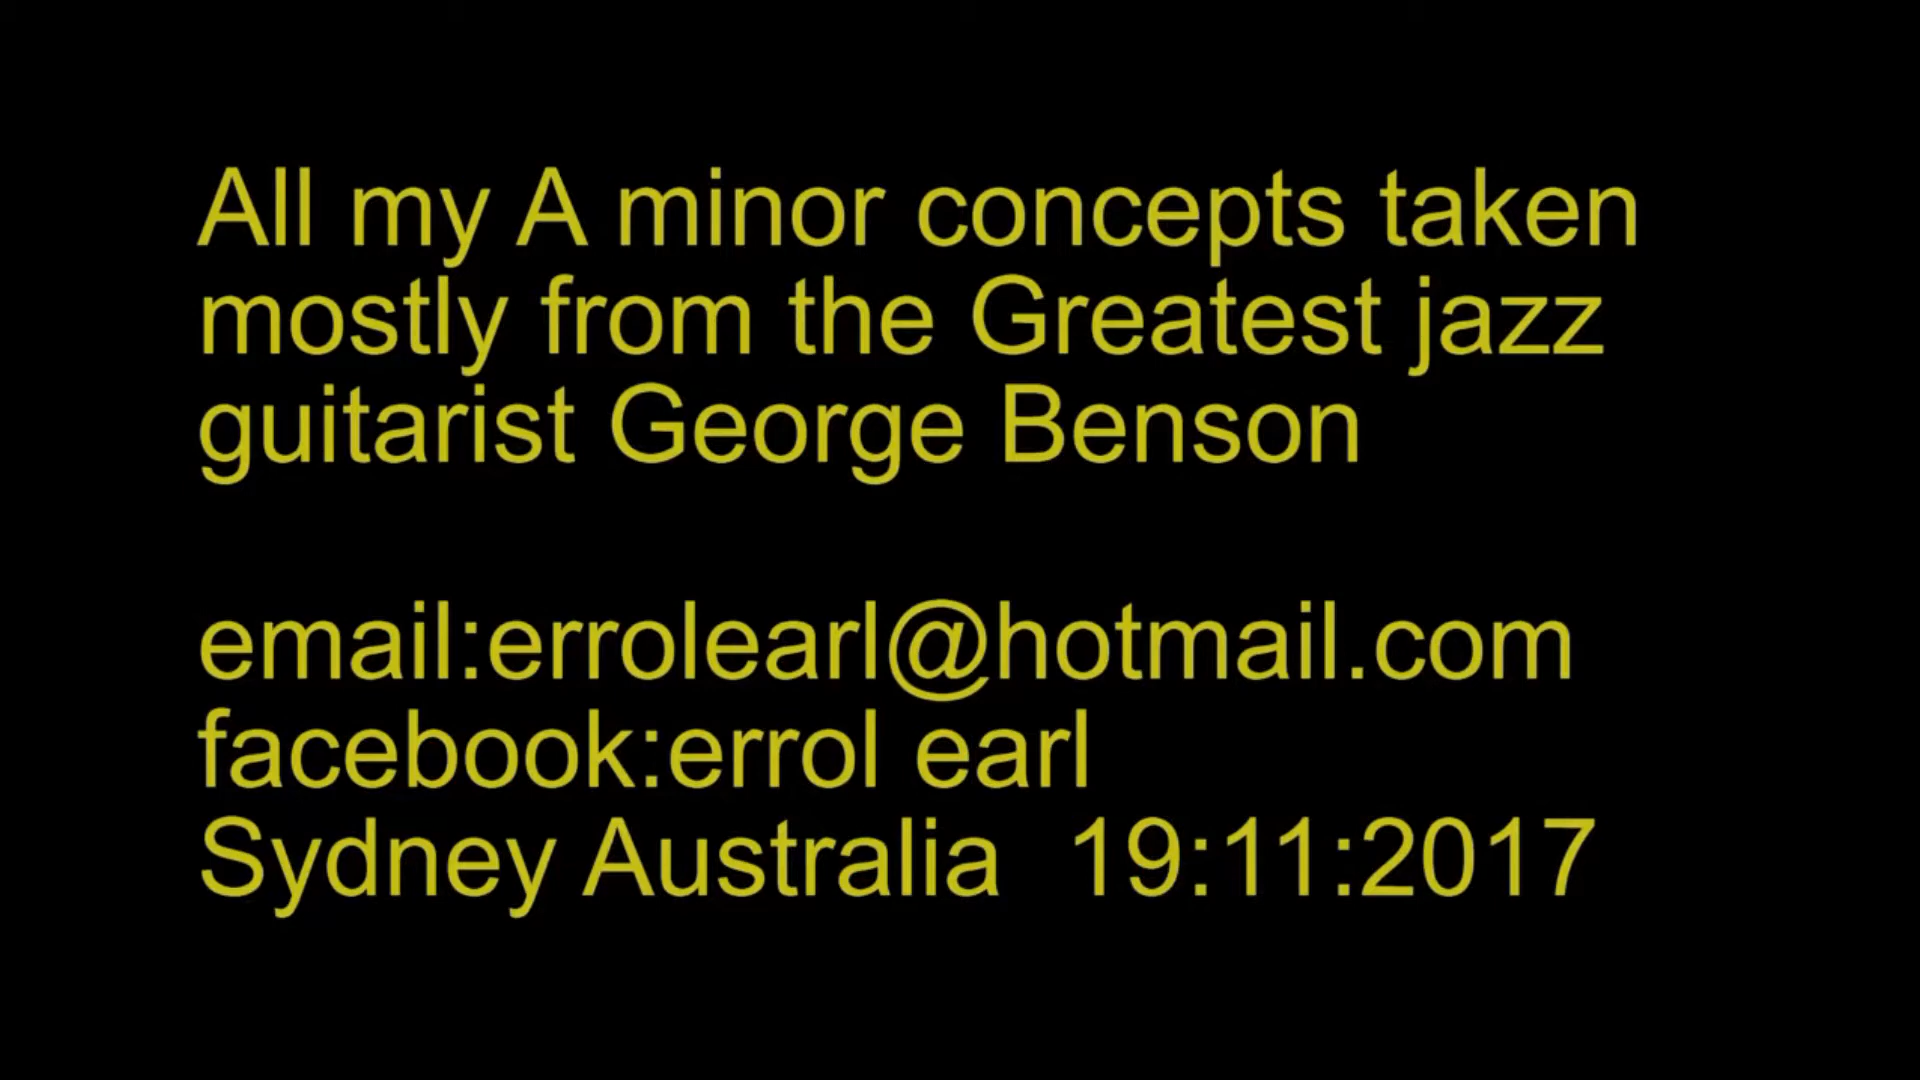 All my A minor concepts taken
mostly from the Greatest jazz
guitarist George Benson
email:errolearl@hotmail.com
facebook:errol earl
Sydney Australia  19:11:2017